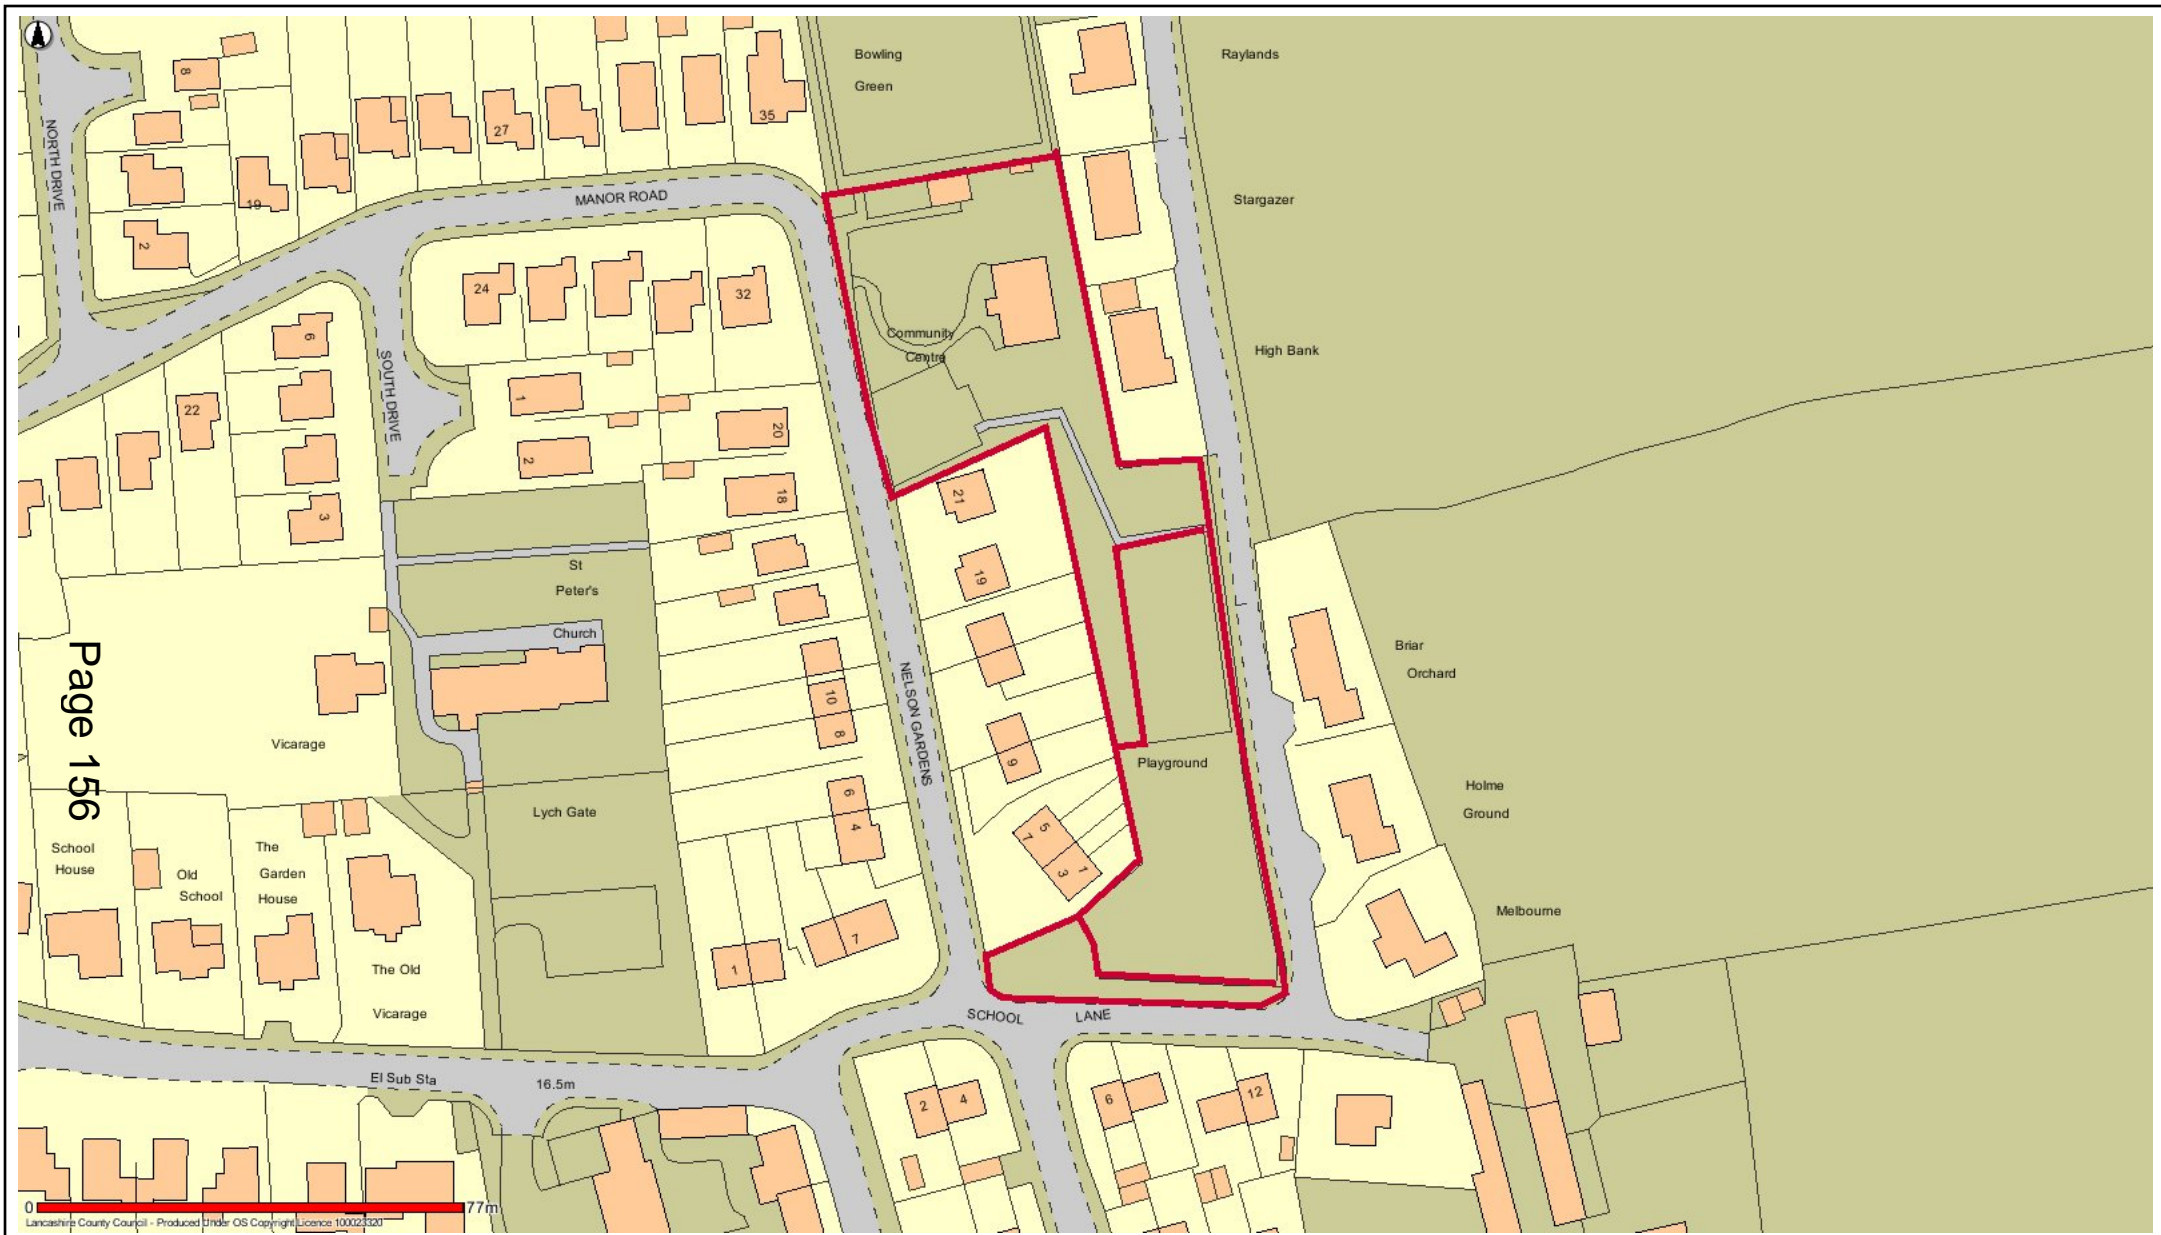 Bowling
Green
Raylands
8
27
35
NORTH DRIVE
19
MANOR ROAD
Stargazer
2
24
32
6
Community
Centre
High Bank
SOUTH DRIVE
1
22
20
2
18
21
3
St
Peter's
19
Church
Briar
Orchard
NELSON GARDENS
10
8
Page 156
Vicarage
9
Playground
6
Holme
Ground
Lych Gate
4
5
7
School
House
The
Garden
House
Old
School
3
1
Melbourne
7
1
The Old
Vicarage
SCHOOL LANE
El Sub Sta
16.5m
2
4
6
12
0
77m
Lancashire County Council - Produced Under OS Copyright Licence 100023320